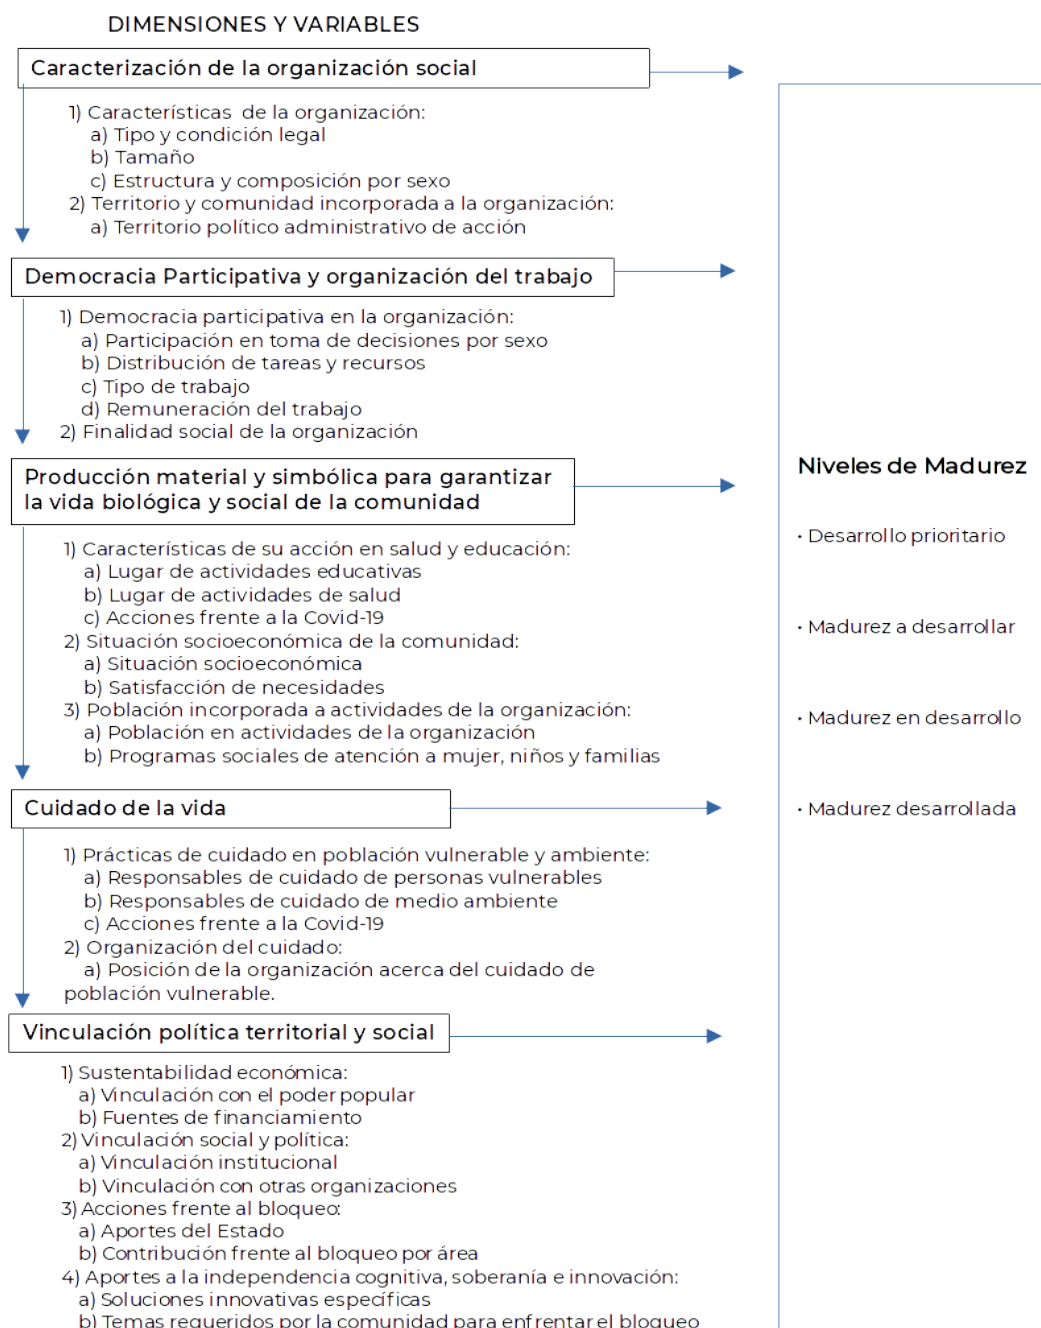 DIMENSIONES Y VARIABLES
Caracterización de la organización social
1) Características de la organización:
a) Tipo y condición legal
b) Tamaño
c) Estructura y composición por sexo
2) Territorio y comunidad incorporada a la organización:
a) Territorio político administrativo de acción
Democracia Participativa y organización del trabajo
1) Democracia participativa en la organización:
a) Participación en toma de decisiones por sexo
b) Distribución de tareas y recursos
c) Tipo de trabajo
d) Remuneración del trabajo
2) Finalidad social de la organización
Producción material y simbólica para garantizar
la vida biológica y social de la comunidad
1) Características de su acción en salud y educación:
a) Lugar de actividades educativas
b) Lugar de actividades de salud
c) Acciones frente a la Covid-19
2) Situación socioeconómica de la comunidad:
a) Situación socioeconómica
b) Satisfacción de necesidades
3) Población incorporada a actividades de la organización:
a) Población en actividades de la organización
b) Programas sociales de atención a mujer, niños y familias
Cuidado de la vida
1) Prácticas de cuidado en población vulnerable y ambiente:
a) Responsables de cuidado de personas vulnerables
b) Responsables de cuidado de medio ambiente
c) Acciones frente a la Covid-19
2) Organización del cuidado:
a) Posición de la organización acerca del cuidado de
población vulnerable.
Vinculación política territorial y social
1) Sustentabilidad económica:
a) Vinculación con el poder popular
b) Fuentes de financiamiento
2) Vinculación social y política:
a) Vinculación institucional
b) Vinculación con otras organizaciones
3) Acciones frente al bloqueo:
a) Aportes del Estado
b) Contribución frente al bloqueo por área
4) Aportes a la independencia cognitiva, soberanía e innovación:
a) Soluciones innovativas específicas
b) Temas requeridos por la comunidad para enfrentar el bloqueo
Niveles de Madurez
• Desarrollo prioritario
• Madurez a desarrollar
• Madurez en desarrollo
• Madurez desarrollada